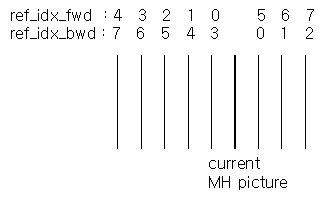 ref_idx_fwd : 4 3 2 1 0 5 6 7
ref_idx_bwd : 7 6 5 4 3 0 1 2
current
MH picture